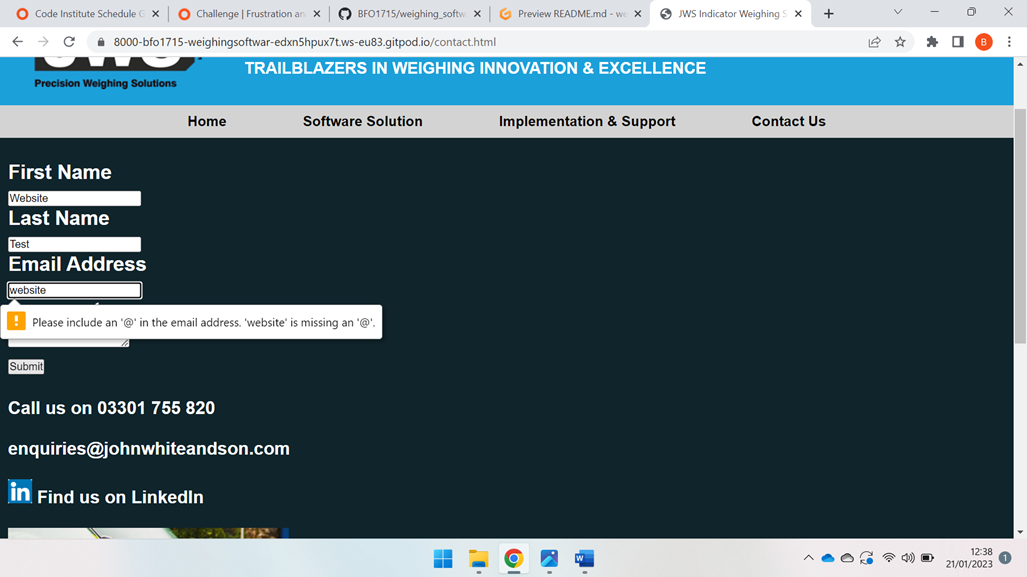 Code Institute Schedule G
Challenge | Frustration an
BFO1715/weighing_softw
Preview README.md - we
JWS Indicator Weighing S
8000-bfo1715-weighingsoftwar-edxn5hpux7t.ws-eu83.gitpod.io/contact.html
B
Precision Weighing Solutions
TRAILBLAZERS IN WEIGHING INNOVATION & EXCELLENCE
Home Software Solution Implementation & Support Contact Us
First Name
Website
Last Name
Test
Email Address
website
! Please include an '@' in the email address. 'website' is missing an '@'.
Submit
Call us on 03301 755 820
enquiries@johnwhiteandson.com
in Find us on LinkedIn
W
12:38
21/01/2023
1